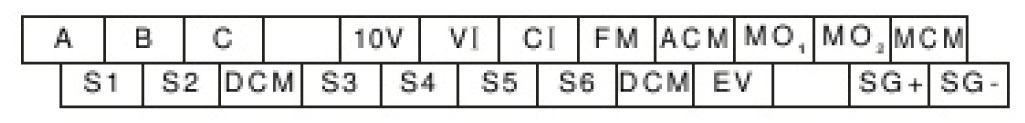 A B C 10V VI CI FM ACM MO₁ MO₂ MCM
S1 S2 DCM S3 S4 S5 S6 DCM EV SG+ SG-